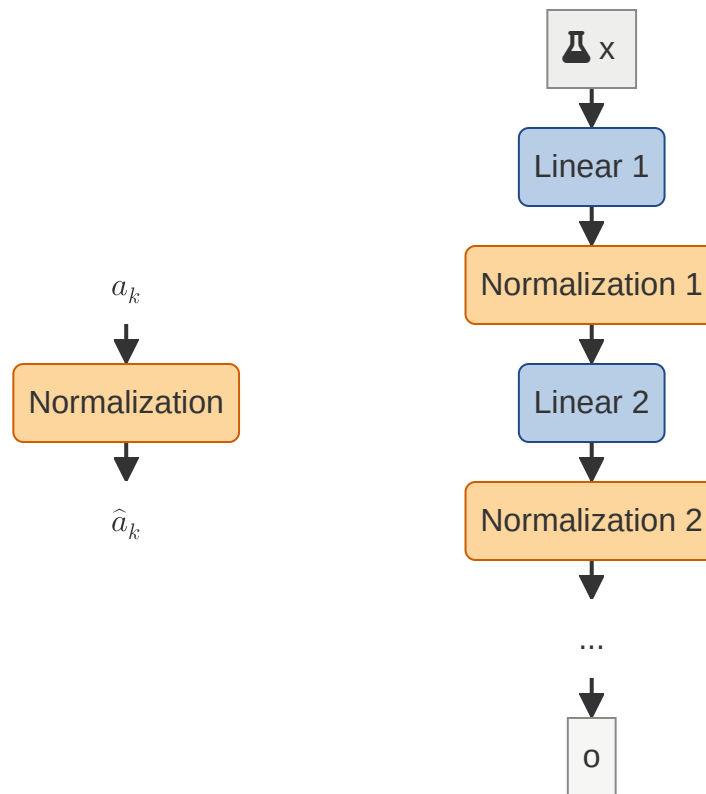 a_k
Normalization
â_k
x
Linear 1
Normalization 1
Linear 2
Normalization 2
...
o